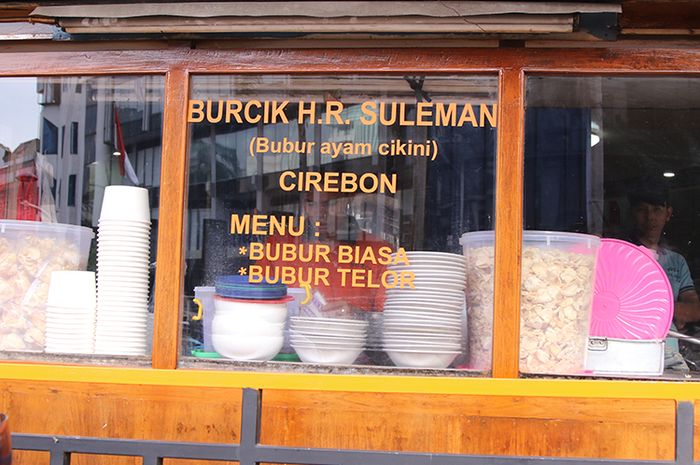 BURCIK H.R. SULEMAN
(Bubur ayam cikini)
CIREBON
MENU :
*BUBUR BIASA
*BUBUR TELOR